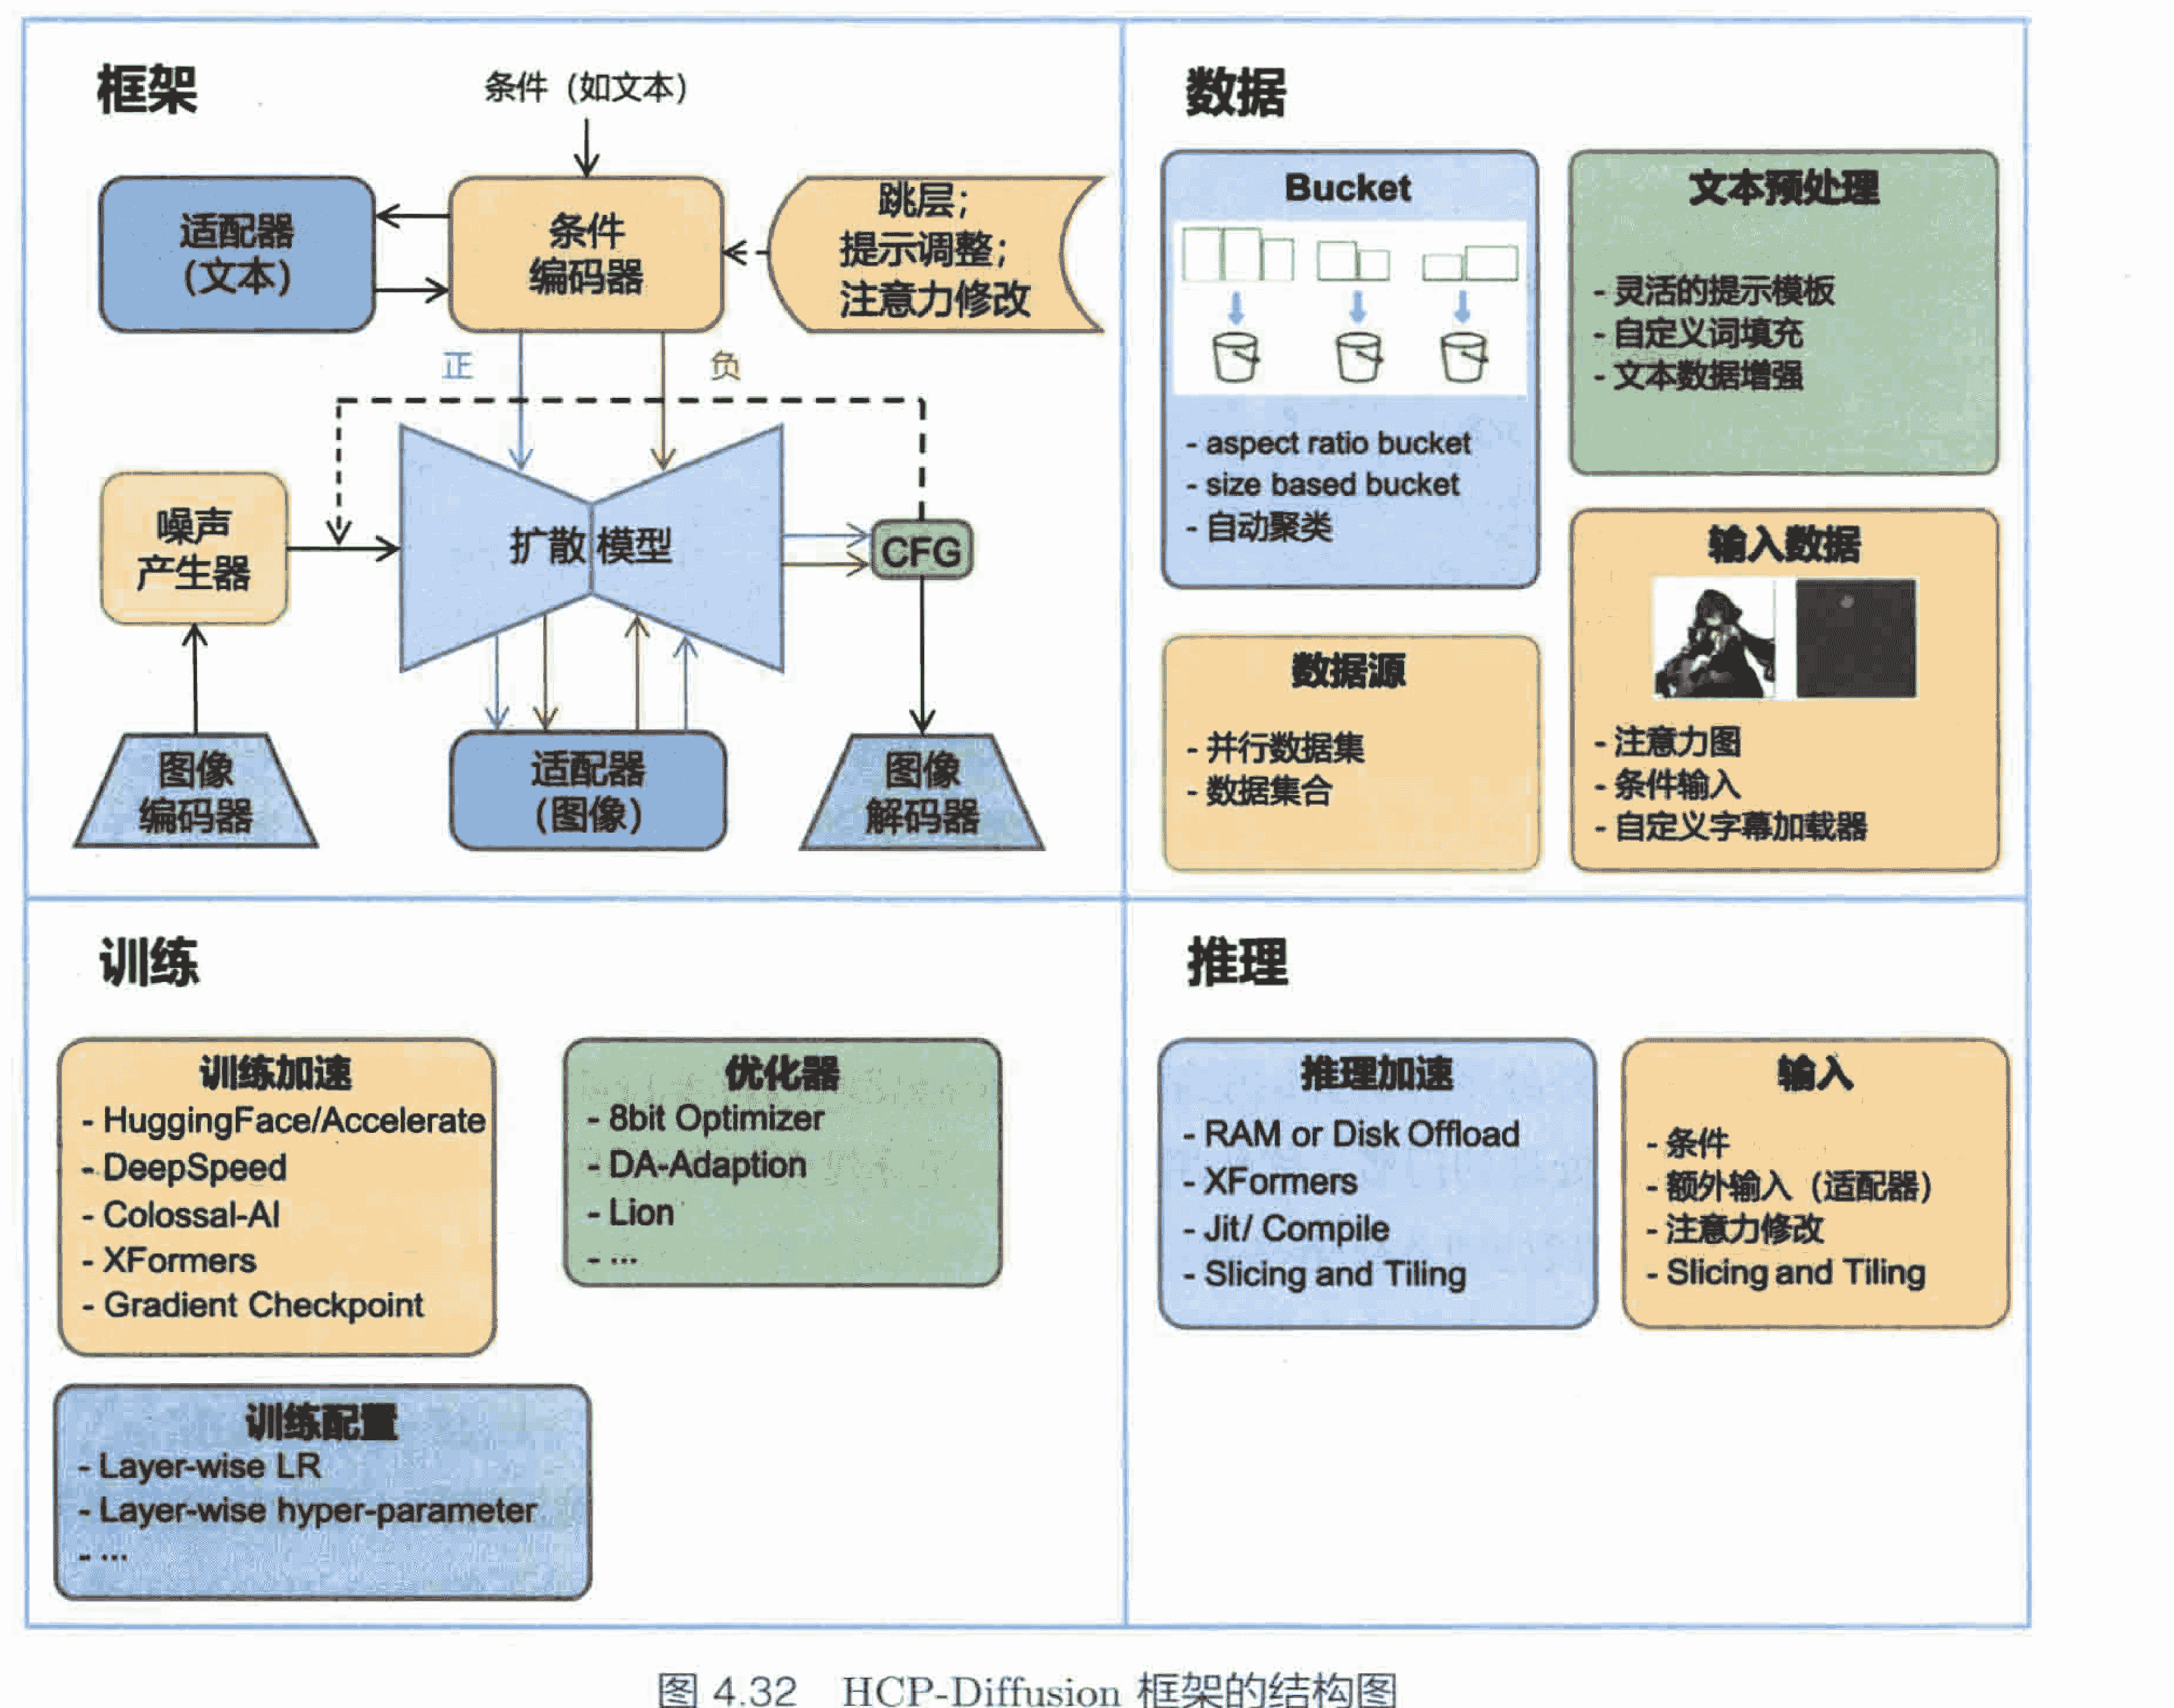 框架
条件（如文本）
适配器
（文本）
条件
编码器
跳层；
提示调整；
注意力修改
正
负
噪声
产生器
扩散 模型
CFG
图像
编码器
适配器
（图像）
图像
解码器
数据
Bucket
- aspect ratio bucket
- size based bucket
- 自动聚类
文本预处理
- 灵活的提示模板
- 自定义词填充
- 文本数据增强
数据源
- 并行数据集
- 数据集合
输入数据
- 注意力图
- 条件输入
- 自定义字幕加载器
训练
训练加速
- HuggingFace/Accelerate
- DeepSpeed
- Colossal-AI
- XFormers
- Gradient Checkpoint
优化器
- 8bit Optimizer
- DA-Adaption
- Lion
- ...
训练配置
- Layer-wise LR
- Layer-wise hyper-parameter
- ...
推理
推理加速
- RAM or Disk Offload
- XFormers
- Jit/ Compile
- Slicing and Tiling
输入
- 条件
- 额外输入（适配器）
- 注意力修改
- Slicing and Tiling
图 4.32 HCP-Diffusion 框架的结构图